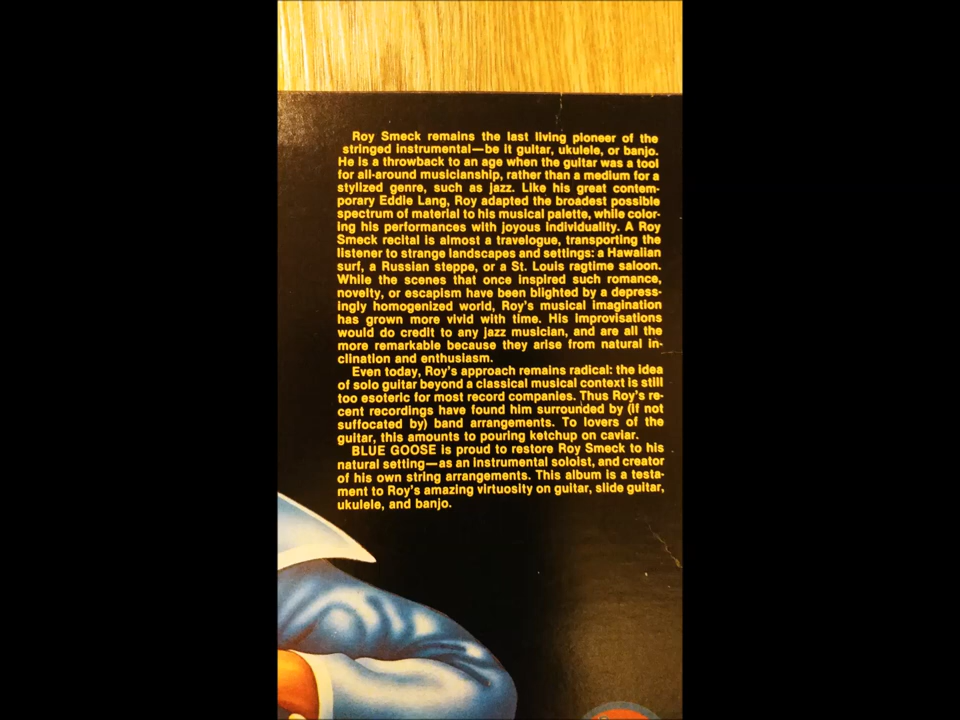 Roy Smeck remains the last living pioneer of the
stringed instrumental—be it guitar, ukulele, or banjo.
He is a throwback to an age when the guitar was a tool
for all-around musicianship, rather than a medium for a
stylized genre, such as jazz. Like his great contem-
porary Eddie Lang, Roy adapted the broadest possible
spectrum of material to his musical palette, while color-
ing his performances with joyous individuality. A Roy
Smeck recital is almost a travelogue, transporting the
listener to strange landscapes and settings: a Hawaiian
surf, a Russian steppe, or a St. Louis ragtime saloon.
While the scenes that once inspired such romance,
novelty, or escapism have been blighted by a depress-
ingly homogenized world, Roy's musical imagination
has grown more vivid with time. His improvisations
would do credit to any jazz musician, and are all the
more remarkable because they arise from natural in-
clination and enthusiasm.
Even today, Roy's approach remains radical: the idea
of solo guitar beyond a classical musical context is still
too esoteric for most record companies. Thus Roy's re-
cent recordings have found him surrounded by (if not
suffocated by) band arrangements. To lovers of the
guitar, this amounts to pouring ketchup on caviar.
BLUE GOOSE is proud to restore Roy Smeck to his
natural setting—as an instrumental soloist, and creator
of his own string arrangements. This album is a testa-
ment to Roy's amazing virtuosity on guitar, slide guitar,
ukulele, and banjo.